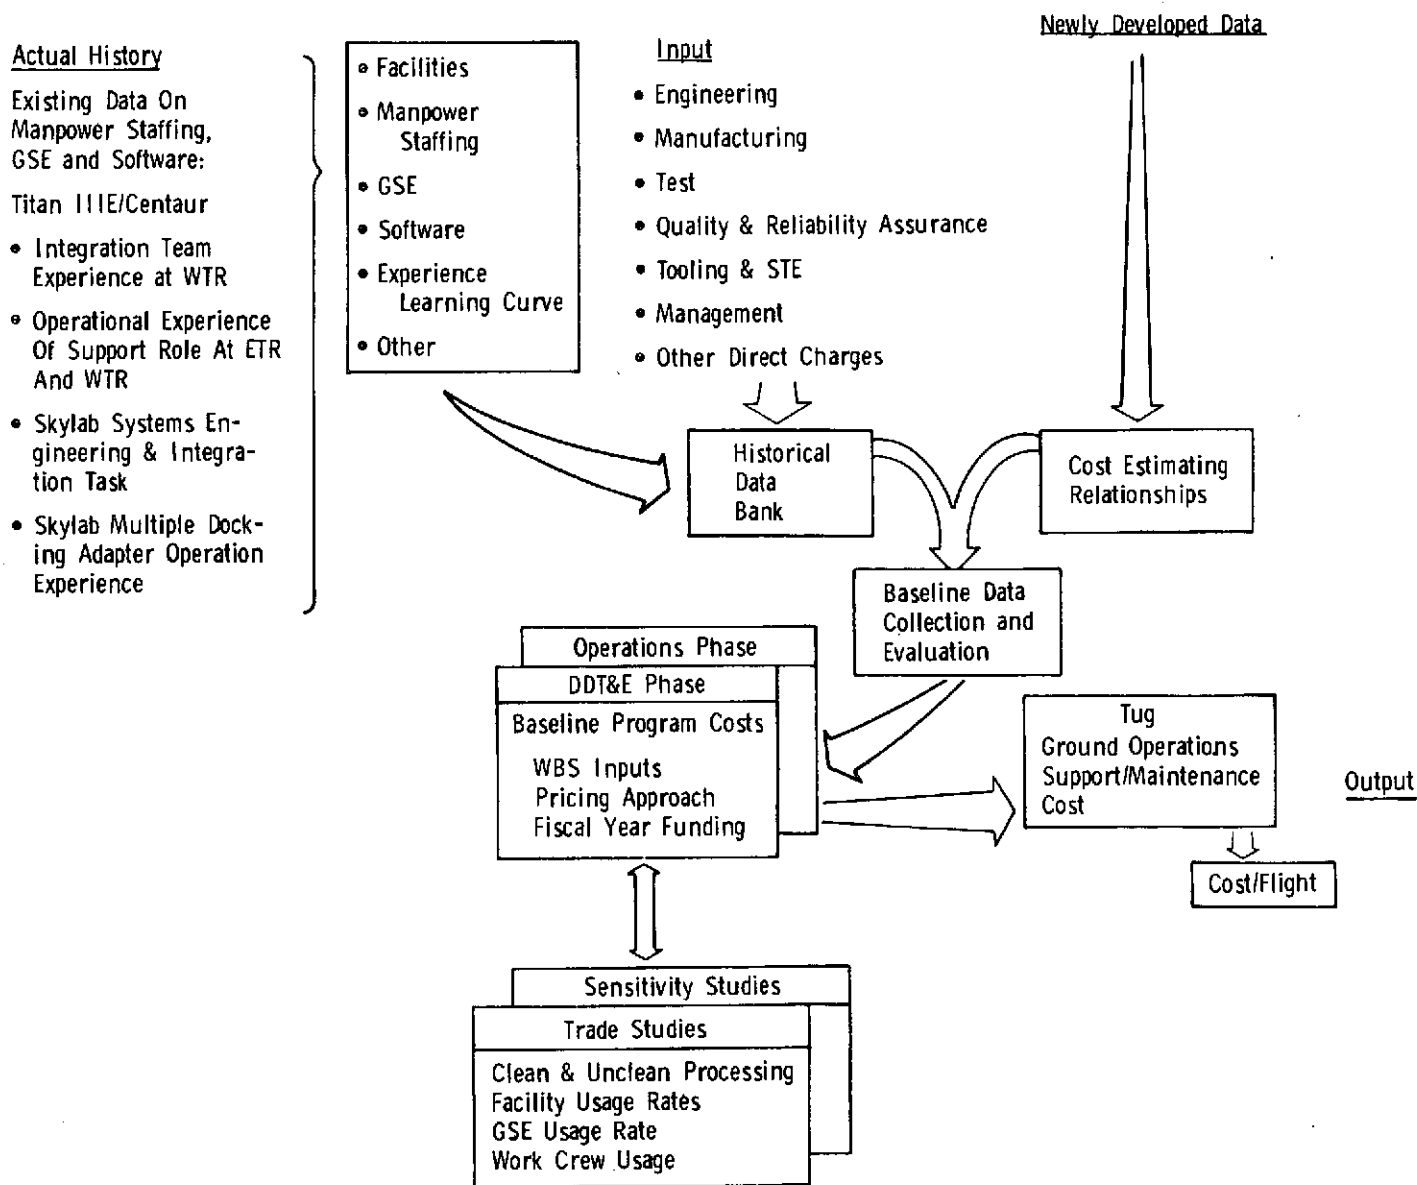 Newly Developed Data
Actual History
Existing Data On
Manpower Staffing,
GSE and Software:
Titan IIIE/Centaur
• Integration Team
Experience at WTR
• Operational Experience
Of Support Role At ETR
And WTR
• Skylab Systems En-
gineering & Integra-
tion Task
• Skylab Multiple Dock-
ing Adapter Operation
Experience
• Facilities
• Manpower
Staffing
• GSE
• Software
• Experience
Learning Curve
• Other
Input
• Engineering
• Manufacturing
• Test
• Quality & Reliability Assurance
• Tooling & STE
• Management
• Other Direct Charges
Historical
Data
Bank
Cost Estimating
Relationships
Baseline Data
Collection and
Evaluation
Operations Phase
DDT&E Phase
Baseline Program Costs
WBS Inputs
Pricing Approach
Fiscal Year Funding
Tug
Ground Operations
Support/Maintenance
Cost
Output
Cost/Flight
Sensitivity Studies
Trade Studies
Clean & Unclean Processing
Facility Usage Rates
GSE Usage Rate
Work Crew Usage